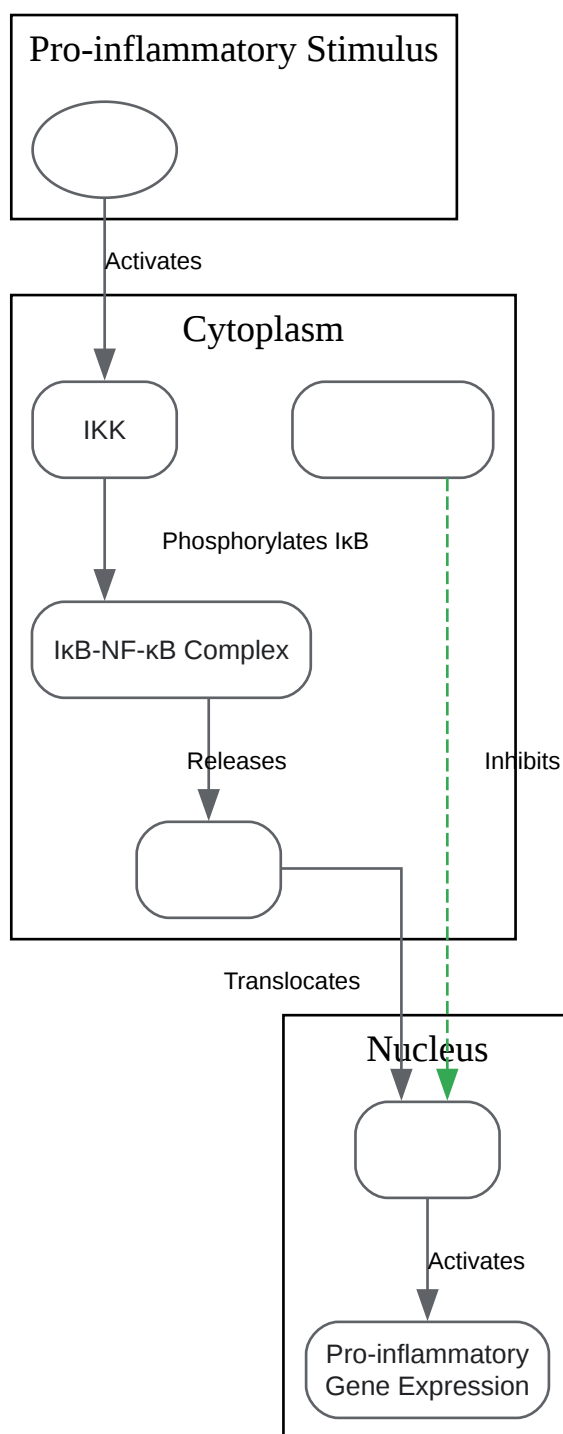 Pro-inflammatory Stimulus
Activates
Cytoplasm
IKK
Phosphorylates IκB
IκB-NF-κB Complex
Releases
Inhibits
Translocates
Nucleus
Activates
Pro-inflammatory
Gene Expression